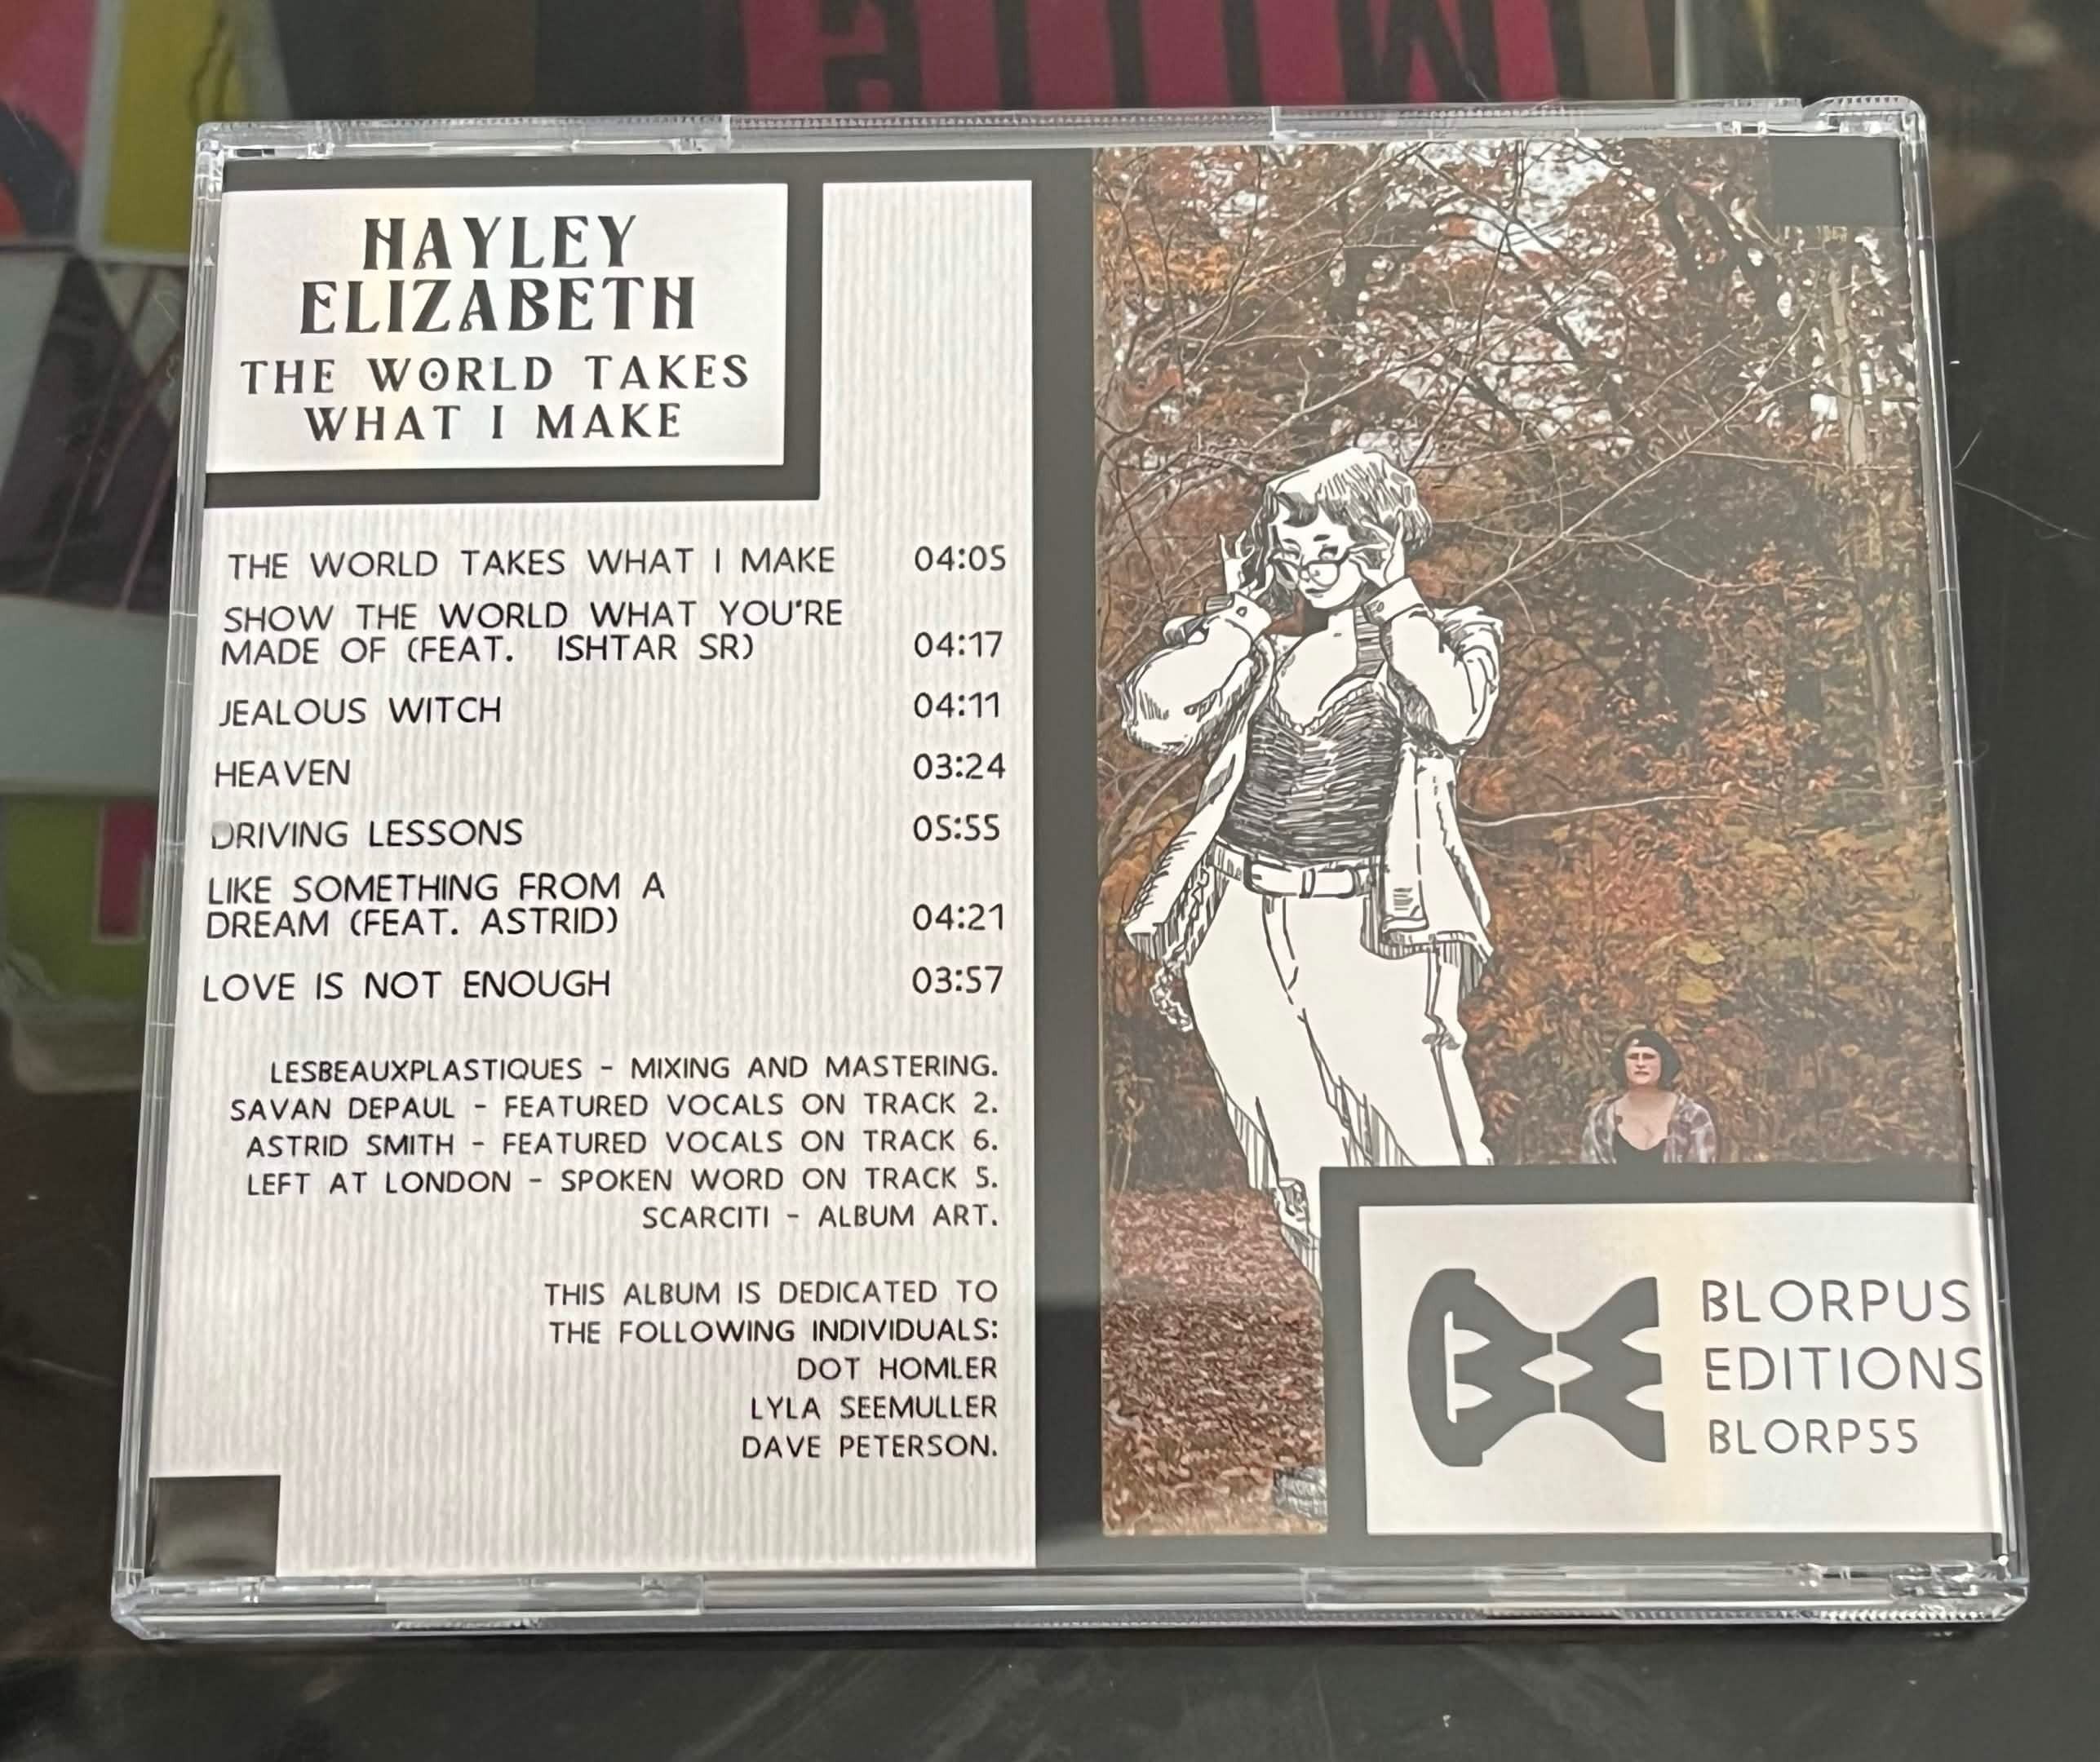 HAYLEY
ELIZABETH
THE WORLD TAKES
WHAT I MAKE
THE WORLD TAKES WHAT I MAKE 04:05
SHOW THE WORLD WHAT YOU'RE
MADE OF (FEAT. ISHTAR SR) 04:17
JEALOUS WITCH 04:11
HEAVEN 03:24
DRIVING LESSONS 05:55
LIKE SOMETHING FROM A
DREAM (FEAT. ASTRID) 04:21
LOVE IS NOT ENOUGH 03:57
LESBEAUXPLASTIQUES - MIXING AND MASTERING.
SAVAN DEPAUL - FEATURED VOCALS ON TRACK 2.
ASTRID SMITH - FEATURED VOCALS ON TRACK 6.
LEFT AT LONDON - SPOKEN WORD ON TRACK 5.
SCARCITI - ALBUM ART.
THIS ALBUM IS DEDICATED TO
THE FOLLOWING INDIVIDUALS:
DOT HOMLER
LYLA SEEMULLER
DAVE PETERSON.
BLORPUS
EDITIONS
BLORP55